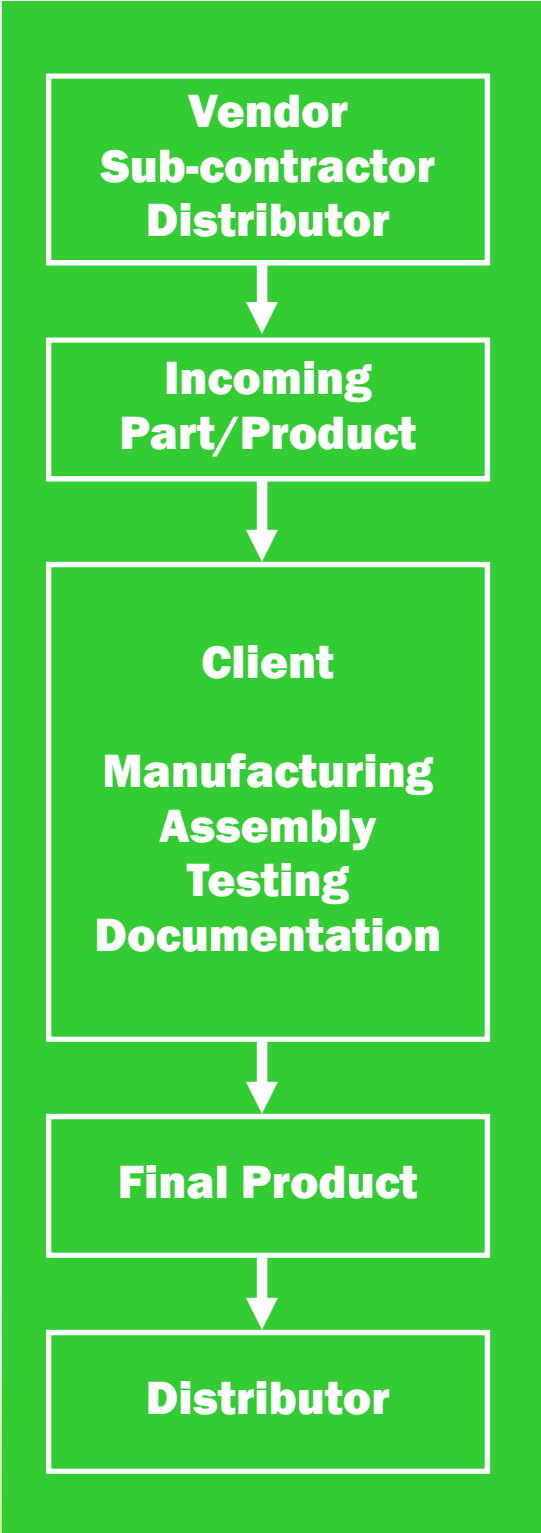 Vendor
Sub-contractor
Distributor
Incoming
Part/Product
Client
Manufacturing
Assembly
Testing
Documentation
Final Product
Distributor